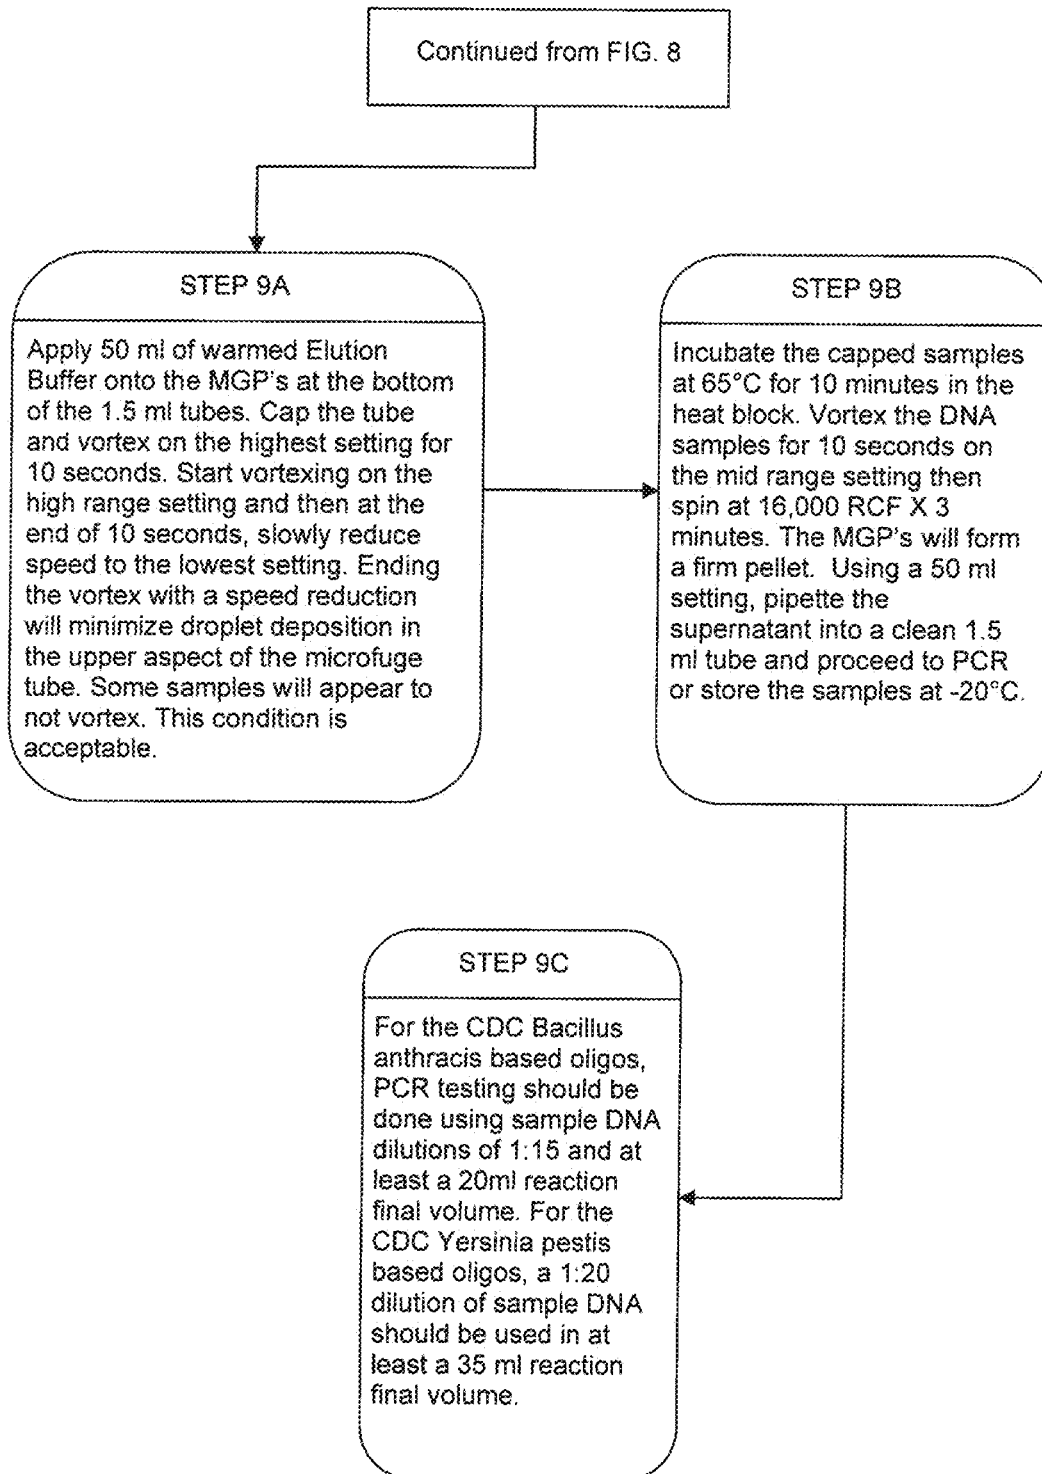 Continued from FIG. 8
STEP 9A
Apply 50 ml of warmed Elution
Buffer onto the MGP's at the bottom
of the 1.5 ml tubes. Cap the tube
and vortex on the highest setting for
10 seconds. Start vortexing on the
high range setting and then at the
end of 10 seconds, slowly reduce
speed to the lowest setting. Ending
the vortex with a speed reduction
will minimize droplet deposition in
the upper aspect of the microfuge
tube. Some samples will appear to
not vortex. This condition is
acceptable.
STEP 9B
Incubate the capped samples
at 65°C for 10 minutes in the
heat block. Vortex the DNA
samples for 10 seconds on
the mid range setting then
spin at 16,000 RCF X 3
minutes. The MGP's will form
a firm pellet. Using a 50 ml
setting, pipette the
supernatant into a clean 1.5
ml tube and proceed to PCR
or store the samples at -20°C.
STEP 9C
For the CDC Bacillus
anthracis based oligos,
PCR testing should be
done using sample DNA
dilutions of 1:15 and at
least a 20ml reaction
final volume. For the
CDC Yersinia pestis
based oligos, a 1:20
dilution of sample DNA
should be used in at
least a 35 ml reaction
final volume.